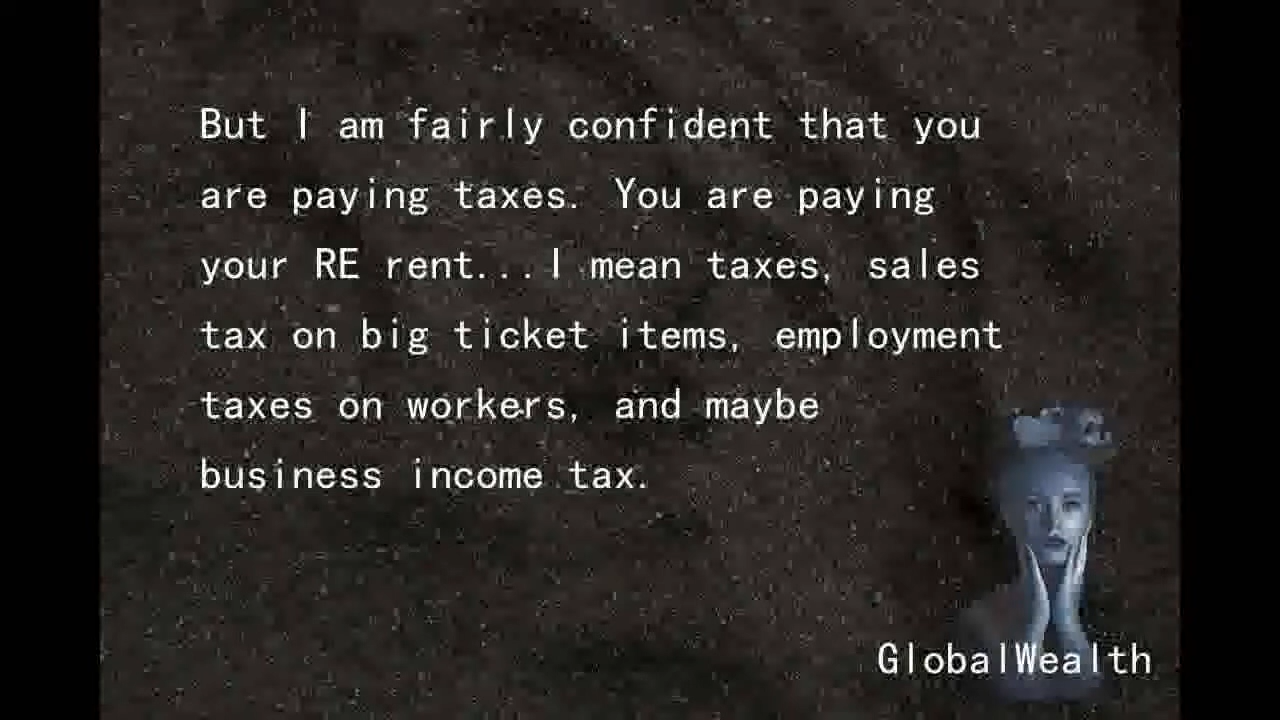 But I am fairly confident that you
are paying taxes. You are paying
your RE rent...I mean taxes, sales
tax on big ticket items, employment
taxes on workers, and maybe
business income tax.
GlobalWealth